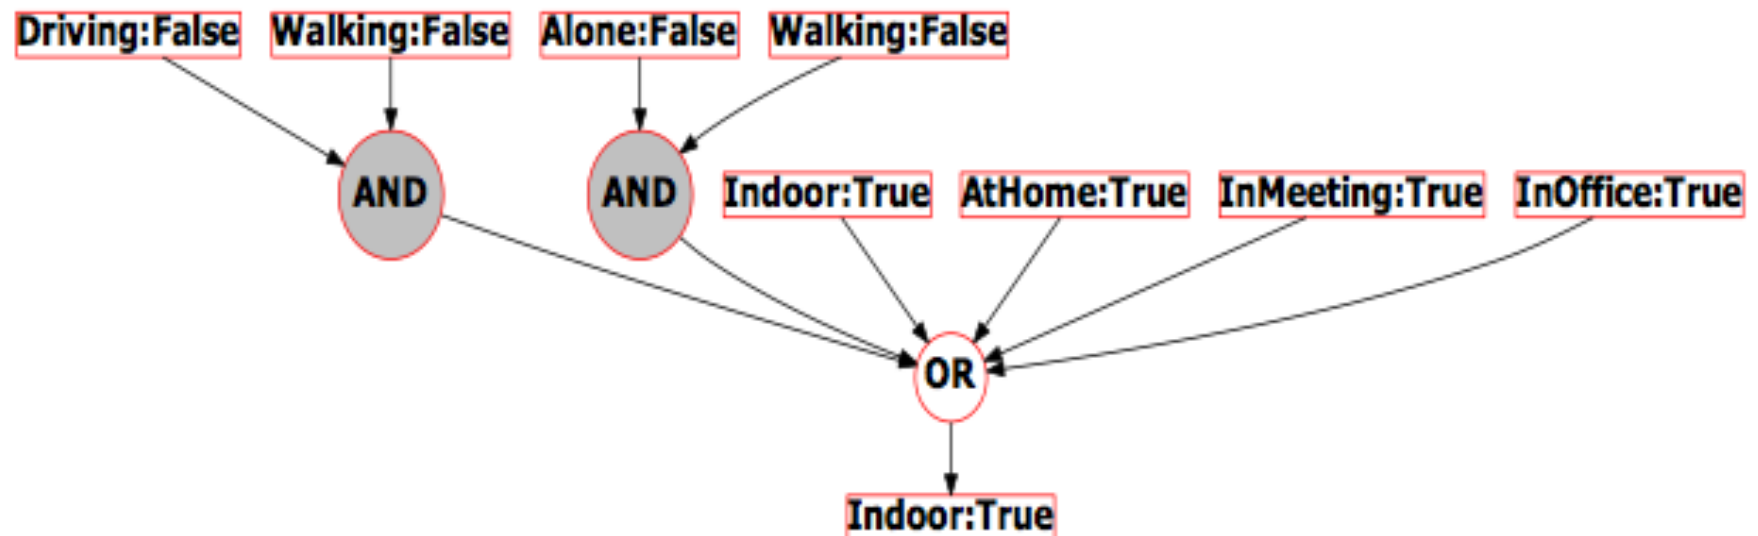 Driving:False Walking:False Alone:False Walking:False
AND AND Indoor:True AtHome:True InMeeting:True InOffice:True
OR
Indoor:True